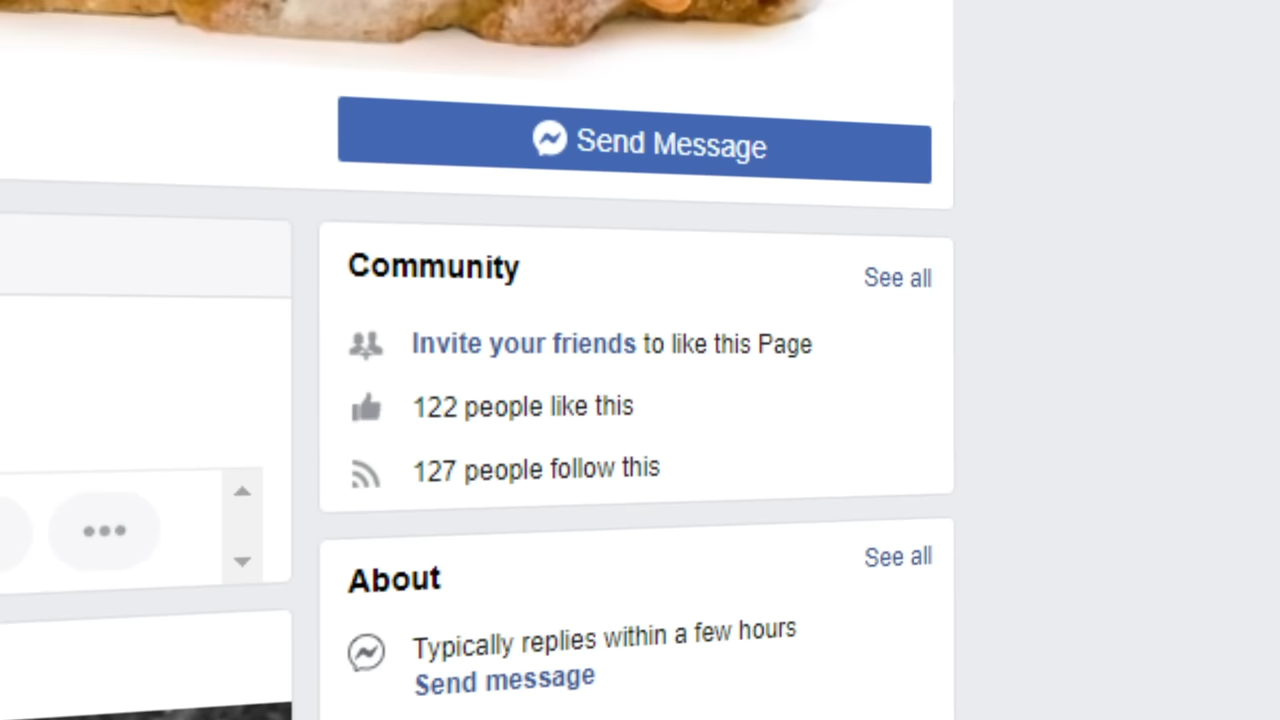 Send Message
Community
See all
Invite your friends to like this Page
122 people like this
127 people follow this
About
See all
Typically replies within a few hours
Send message